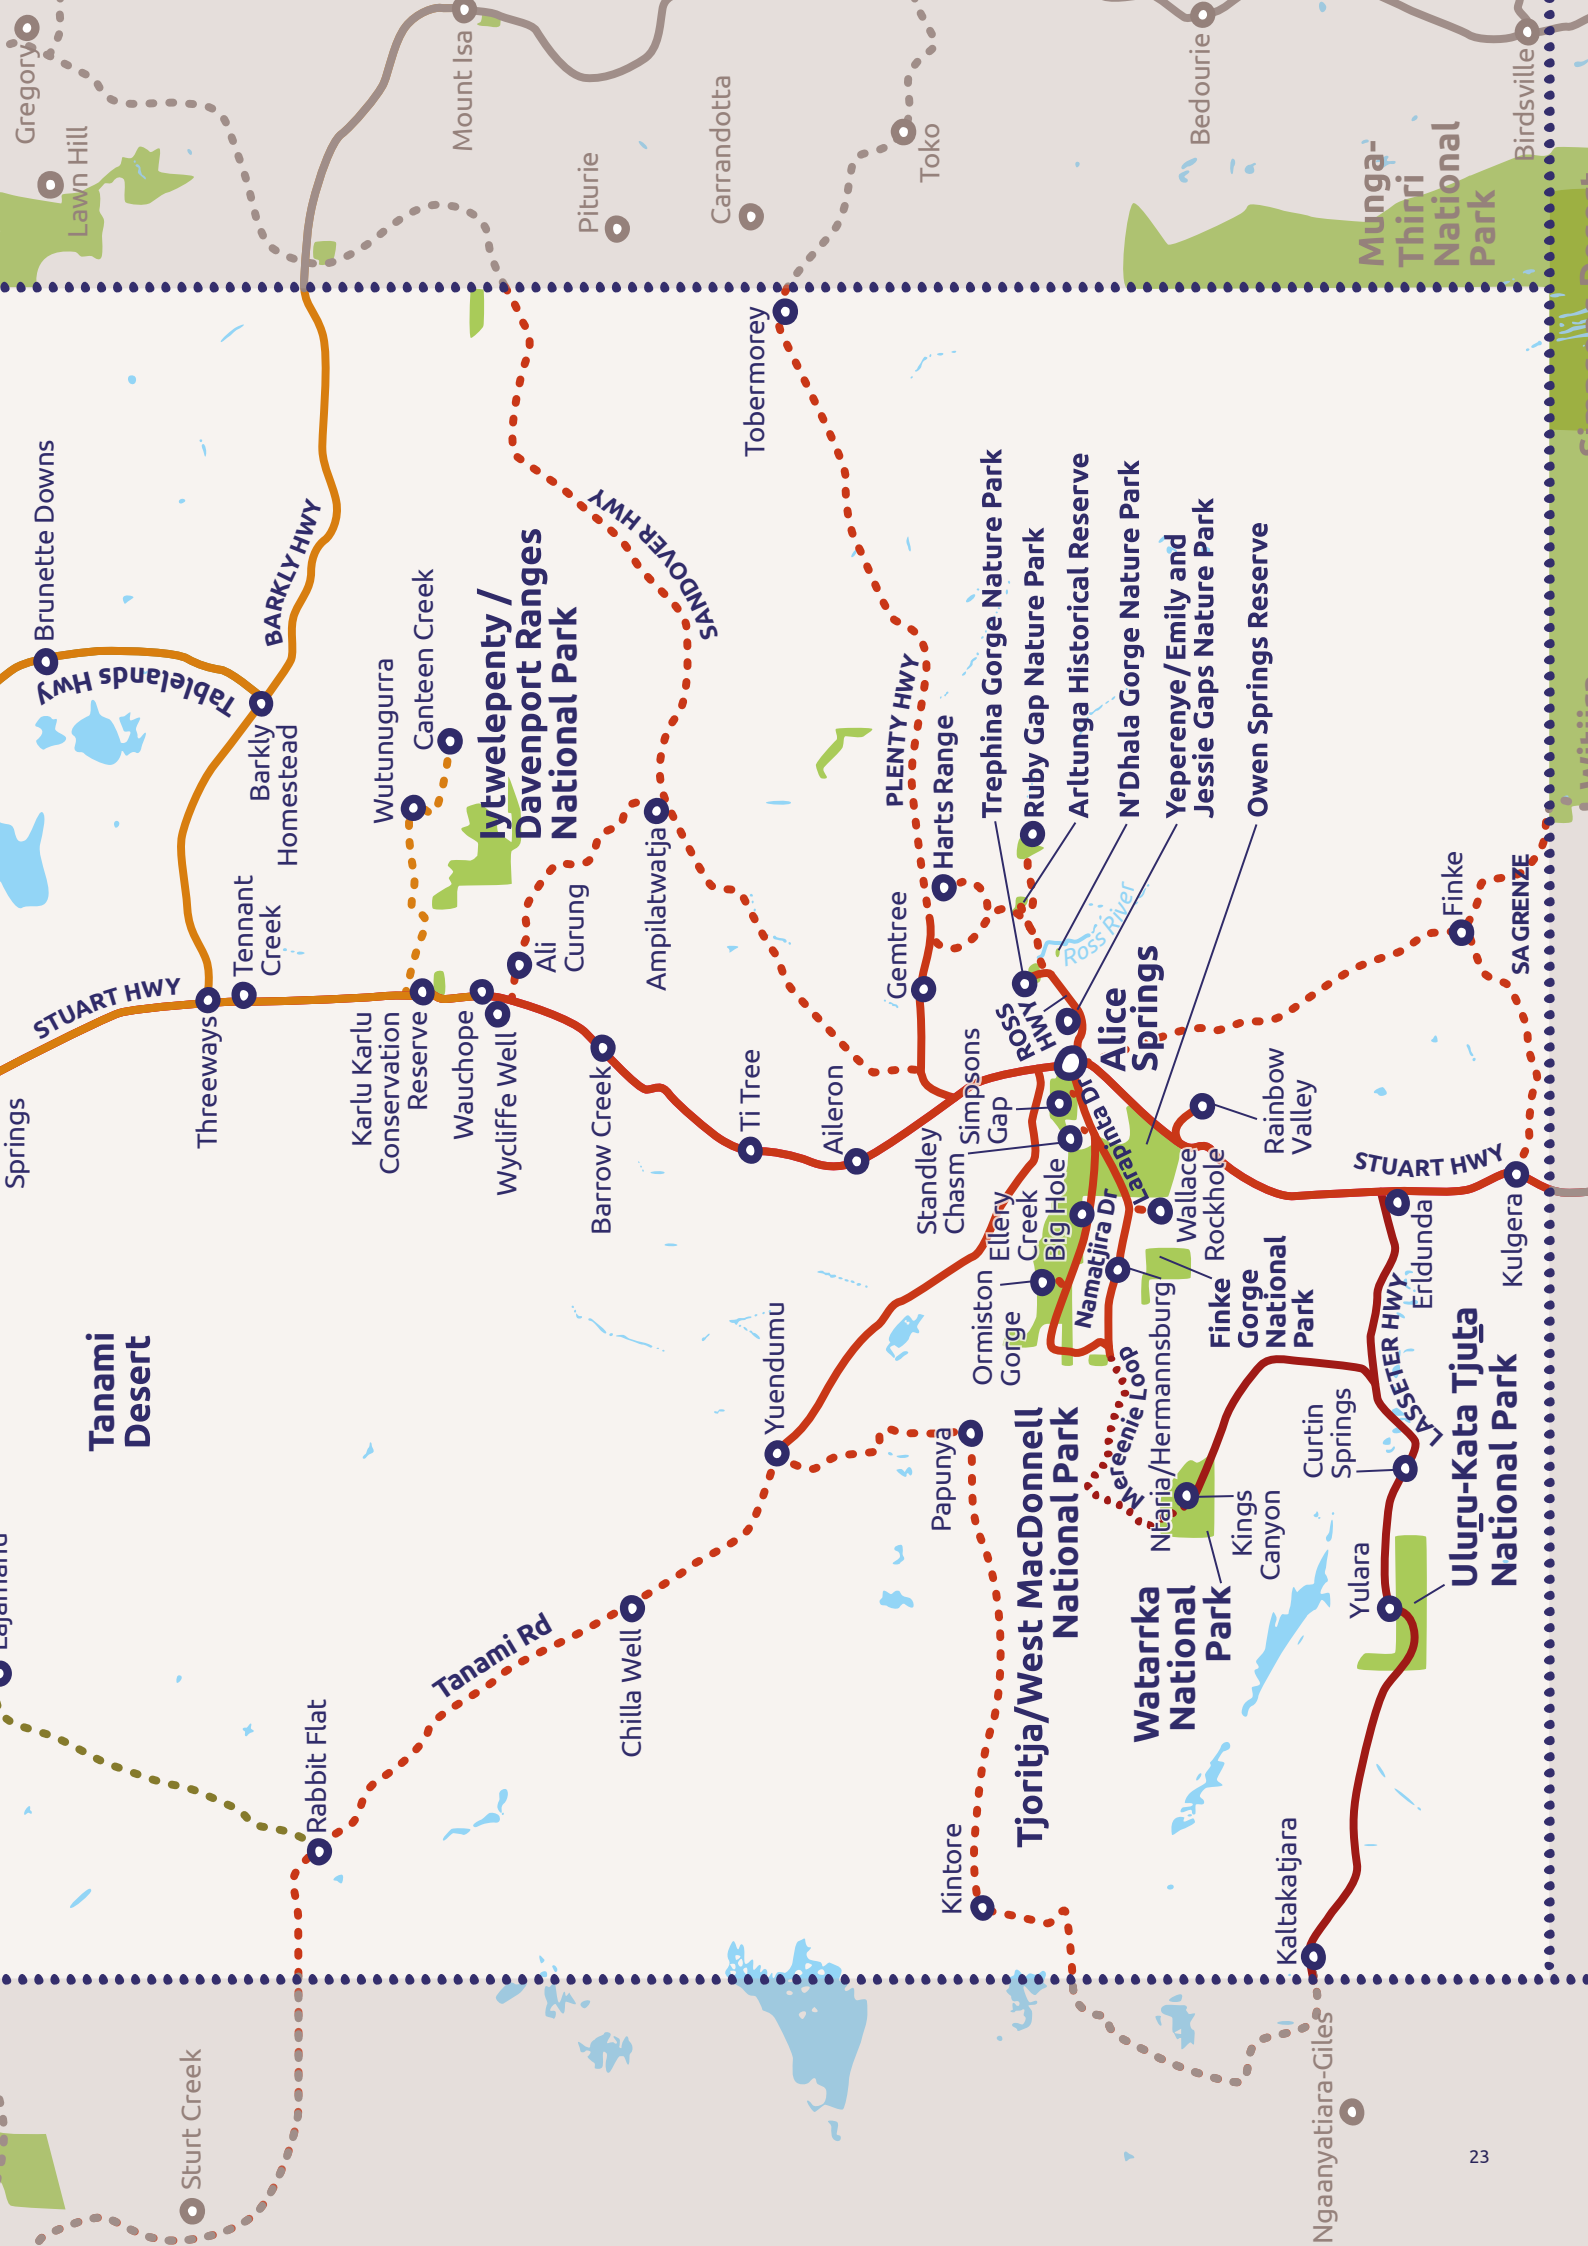 Gregory
Lawn Hill
Mount Isa
Piturie
Carrandotta
Toko
Bedourie
Munga-
Thirri
National
Park
Birdsville
Brunette Downs
Tablelands Hwy
BARKLY HWY
Barkly
Homestead
Wutunugurra
Canteen Creek
Iytwelepenty /
Davenport Ranges
National Park
SANDOVER HWY
Tobermorey
PLENTY HWY
Harts Range
Trephina Gorge Nature Park
Ruby Gap Nature Park
Arltunga Historical Reserve
N'Dhala Gorge Nature Park
Yeperenye/Emily and
Jessie Gaps Nature Park
Owen Springs Reserve
STUART HWY
Tennant
Creek
Threeways
Springs
Karlu Karlu
Conservation
Reserve
Wauchope
Wycliffe Well
Ali
Curung
Ampilatwatja
Barrow Creek
Ti Tree
Aileron
Gemtree
Ross River
ROSS
HWY
Alice
Springs
Simpsons
Gap
Standley
Chasm
Ellery
Creek
Big Hole
Ormiston
Gorge
Larapinta Dr
Namatjira Dr
Wallace
Rockhole
Rainbow
Valley
Finke
SA GRENZE
STUART HWY
Kulgera
Erldunda
Finke
Gorge
National
Park
Ntaria/Hermannsburg
Mereenie Loop
LASSETER HWY
Curtin
Springs
Kings
Canyon
Watarrka
National
Park
Yulara
Uluṟu-Kata Tjuṯa
National Park
Tjoritja/West MacDonnell
National Park
Tanami
Desert
Yuendumu
Papunya
Chilla Well
Tanami Rd
Rabbit Flat
Kintore
Kaltakatjara
Sturt Creek
Ngaanyatiara-Giles
23